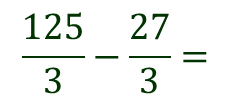 125/3 − 27/3 =